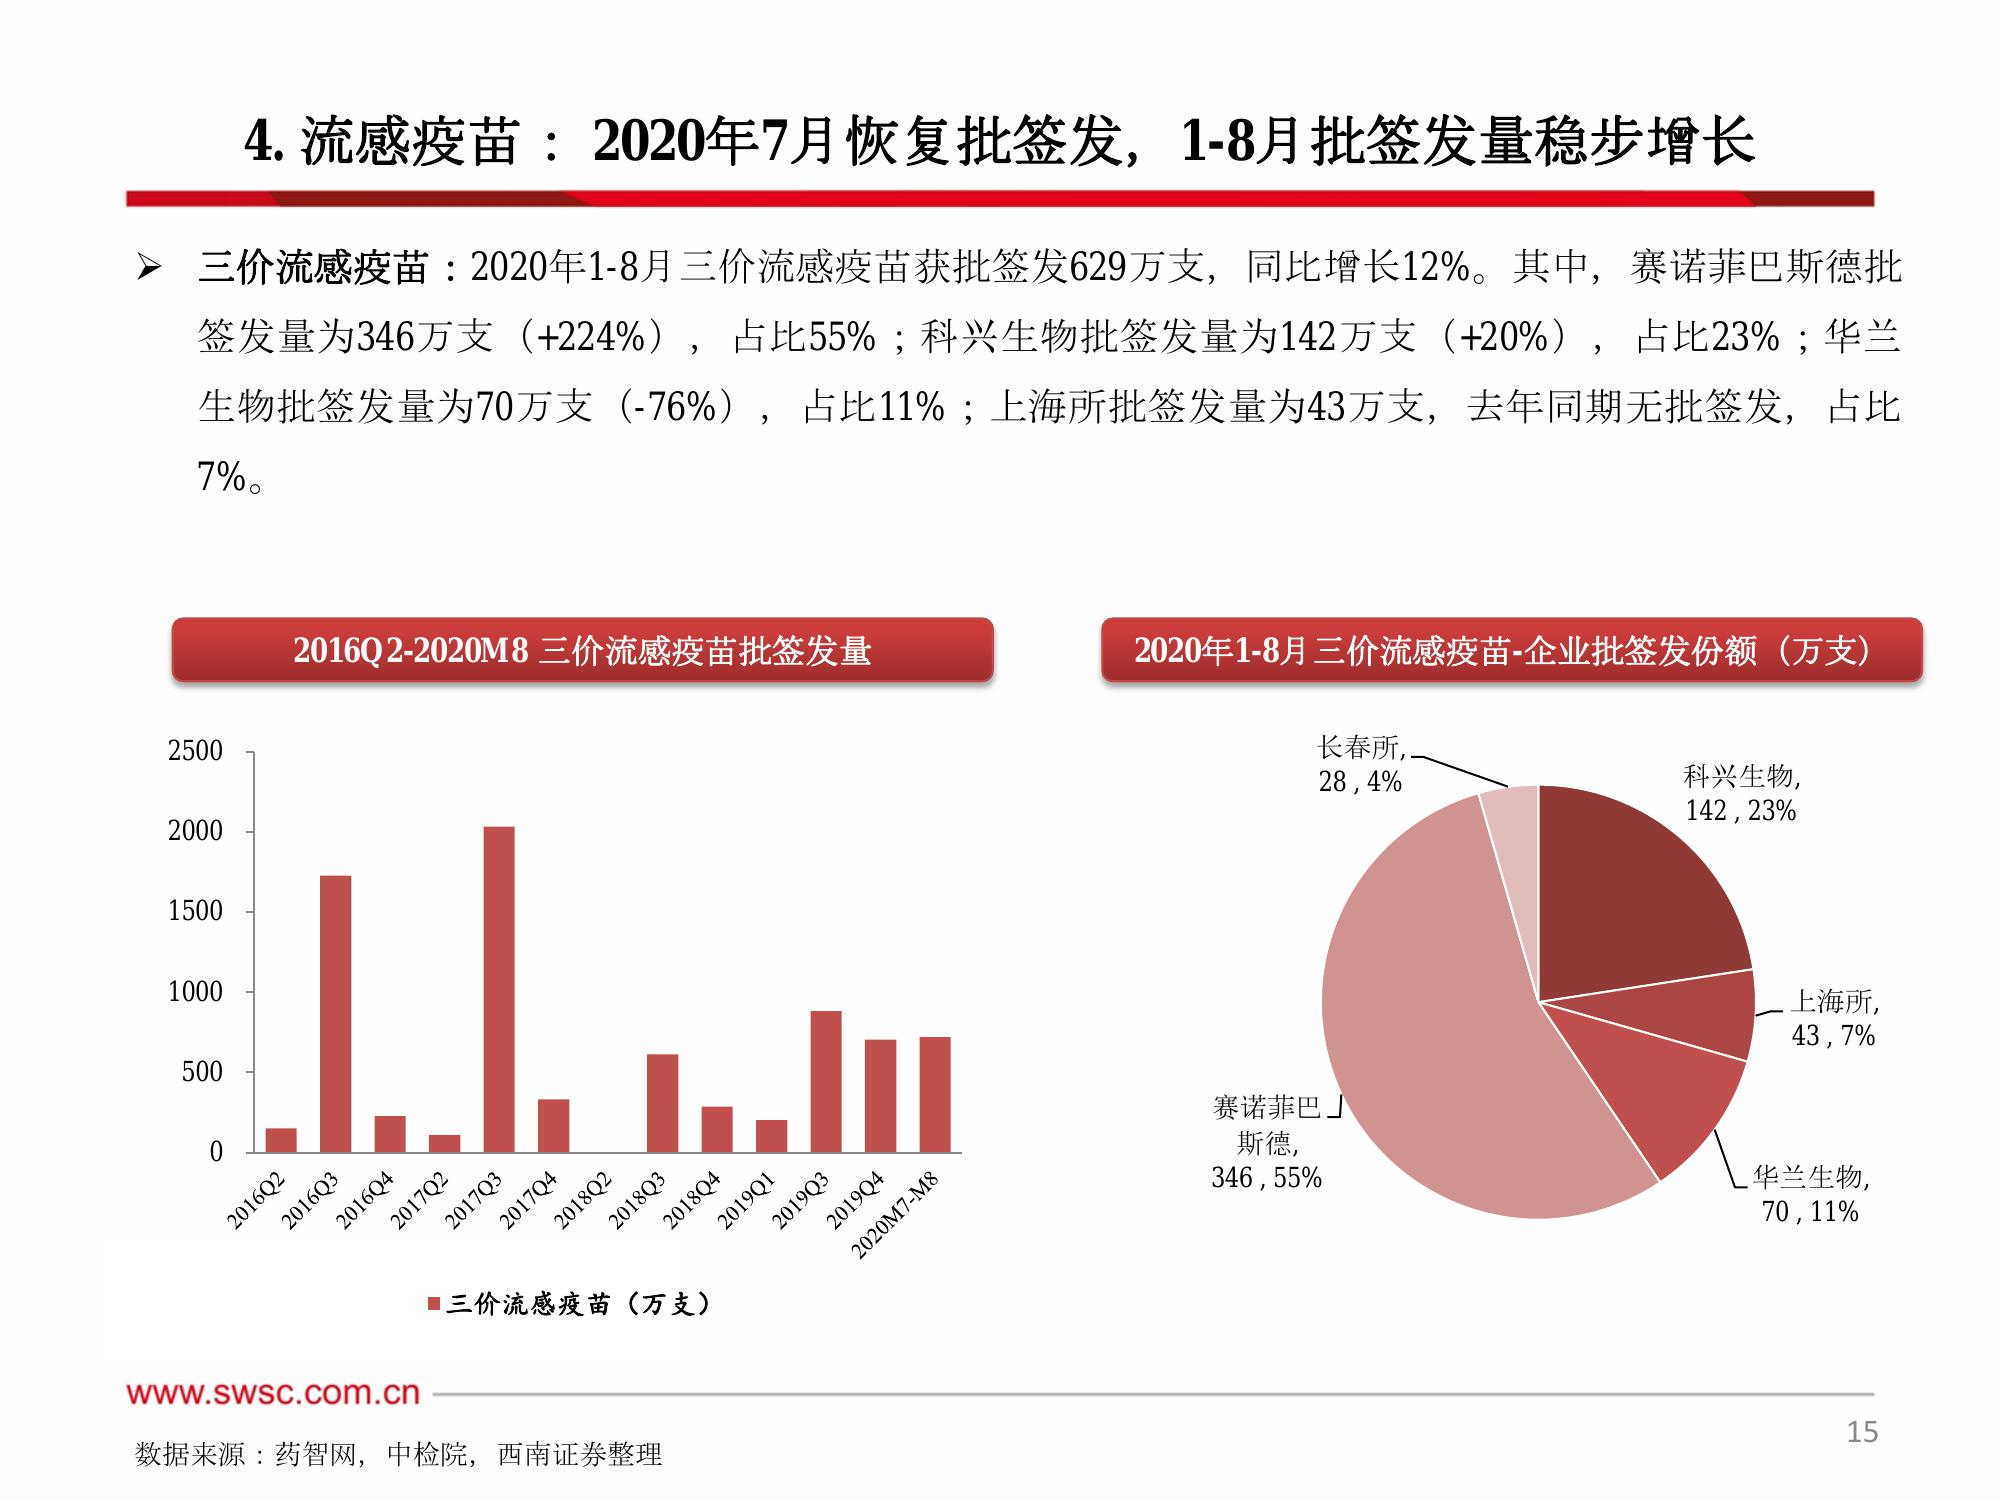 4. 流感疫苗：2020年7月恢复批签发，1-8月批签发量稳步增长
➢ 三价流感疫苗：2020年1-8月三价流感疫苗获批签发629万支，同比增长12%。其中，赛诺菲巴斯德批
签发量为346万支（+224%），占比55%；科兴生物批签发量为142万支（+20%），占比23%；华兰
生物批签发量为70万支（-76%），占比11%；上海所批签发量为43万支，去年同期无批签发，占比
7%。
2016Q2-2020M8 三价流感疫苗批签发量
2500
2000
1500
1000
500
0
2016Q2
2016Q3
2016Q4
2017Q2
2017Q3
2017Q4
2018Q2
2018Q3
2018Q4
2019Q1
2019Q3
2019Q4
2020M7-M8
三价流感疫苗（万支）
2020年1-8月三价流感疫苗-企业批签发份额（万支）
长春所,
28 , 4%
科兴生物,
142 , 23%
上海所,
43 , 7%
华兰生物,
70 , 11%
赛诺菲巴
斯德,
346 , 55%
www.swsc.com.cn
15
数据来源：药智网，中检院，西南证券整理